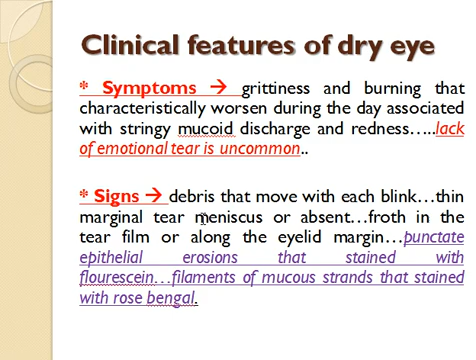 Clinical features of dry eye
* Symptoms → grittiness and burning that
characteristically worsen during the day associated
with stringy mucoid discharge and redness…..lack
of emotional tear is uncommon..
* Signs → debris that move with each blink…thin
marginal tear meniscus or absent…froth in the
tear film or along the eyelid margin…punctate
epithelial erosions that stained with
flourescein…filaments of mucous strands that stained
with rose bengal.